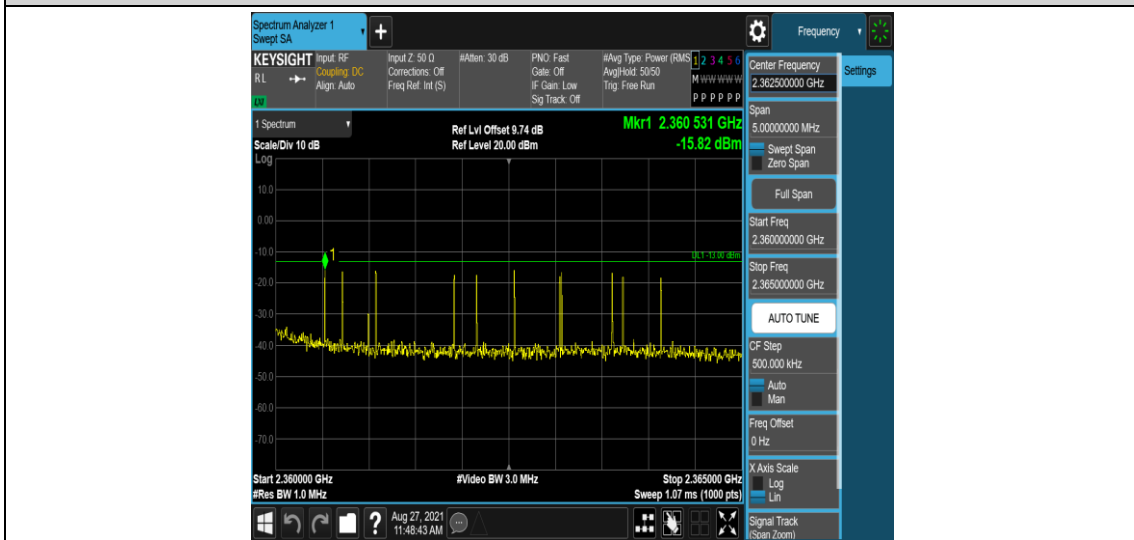 Spectrum Analyzer 1
Swept SA
+
Frequency
KEYSIGHT
RL
LXI
Input: RF
Coupling: DC
Align: Auto
Input Z: 50 Ω
Corrections: Off
Freq Ref: Int (S)
#Atten: 30 dB
PNO: Fast
Gate: Off
IF Gain: Low
Sig Track: Off
#Avg Type: Power (RMS
Avg|Hold: 50/50
Trig: Free Run
1 2 3 4 5 6
M W W W W W
P P P P P P
1 Spectrum
Scale/Div 10 dB
Log
Ref Lvl Offset 9.74 dB
Ref Level 20.00 dBm
Mkr1 2.360 531 GHz
-15.82 dBm
10.0
0.00
-10.0
-20.0
-30.0
-40.0
-50.0
-60.0
-70.0
1
DL1 -13.00 dBm
Start 2.360000 GHz
#Res BW 1.0 MHz
#Video BW 3.0 MHz
Stop 2.365000 GHz
Sweep 1.07 ms (1000 pts)
Center Frequency
2.362500000 GHz
Settings
Span
5.00000000 MHz
Swept Span
Zero Span
Full Span
Start Freq
2.360000000 GHz
Stop Freq
2.365000000 GHz
AUTO TUNE
CF Step
500.000 kHz
Auto
Man
Freq Offset
0 Hz
X Axis Scale
Log
Lin
Signal Track
(Span Zoom)
?
Aug 27, 2021
11:48:43 AM